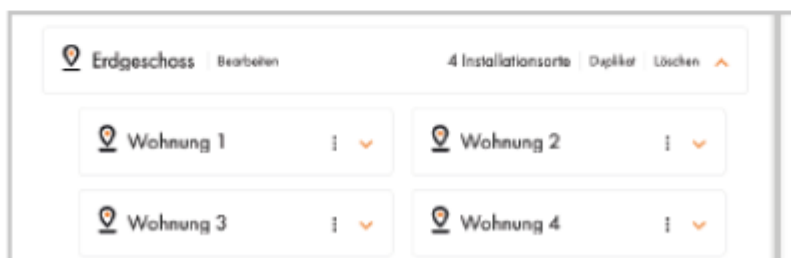 Erdgeschoss Bearbeiten 4 Installationsorte Duplikat Löschen
Wohnung 1 Wohnung 2
Wohnung 3 Wohnung 4